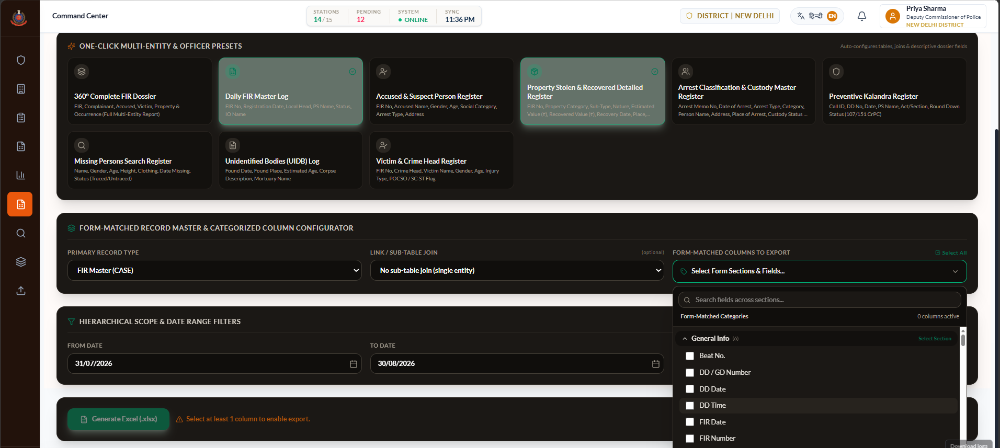 Command Center
STATIONS
14 / 15
PENDING
12
SYSTEM
ONLINE
SYNC
11:36 PM
DISTRICT | NEW DELHI
हिन्दी EN
Priya Sharma
Deputy Commissioner of Police
NEW DELHI DISTRICT
ONE-CLICK MULTI-ENTITY & OFFICER PRESETS
Auto-configures tables, joins & descriptive dossier fields
360° Complete FIR Dossier
FIR, Complainant, Accused, Victim, Property &
Occurrence (Full Multi-Entity Report)
Daily FIR Master Log
FIR No, Registration Date, Local Head, PS Name, Status,
IO Name
Accused & Suspect Person Register
FIR No, Accused Name, Gender, Age, Social Category,
Arrest Type, Address
Property Stolen & Recovered Detailed
Register
FIR No, Property Category, Sub-Type, Nature, Estimated
Value (₹), Recovered Value (₹), Recovery Date, Place,...
Arrest Classification & Custody Master
Register
Arrest Memo No, Date of Arrest, Arrest Type, Category,
Person Name, Address, Place of Arrest, Custody Status ...
Preventive Kalandra Register
Call ID, DD No, Date, PS Name, Act/Section, Bound Down
Status (107/151 CrPC)
Missing Persons Search Register
Name, Gender, Age, Height, Clothing, Date Missing,
Status (Traced/Untraced)
Unidentified Bodies (UIDB) Log
Found Date, Found Place, Estimated Age, Corpse
Description, Mortuary Name
Victim & Crime Head Register
FIR No, Crime Head, Victim Name, Gender, Age, Injury
Type, POCSO / SC-ST Flag
FORM-MATCHED RECORD MASTER & CATEGORIZED COLUMN CONFIGURATOR
PRIMARY RECORD TYPE
FIR Master (CASE)
LINK / SUB-TABLE JOIN
(optional)
No sub-table join (single entity)
FORM-MATCHED COLUMNS TO EXPORT
Select All
Select Form Sections & Fields...
Search fields across sections...
Form-Matched Categories
0 columns active
General Info (6)
Select Section
Beat No.
DD / GD Number
DD Date
DD Time
FIR Date
FIR Number
HIERARCHICAL SCOPE & DATE RANGE FILTERS
FROM DATE
31/07/2026
TO DATE
30/08/2026
Generate Excel (.xlsx)
Select at least 1 column to enable export.
Download logs